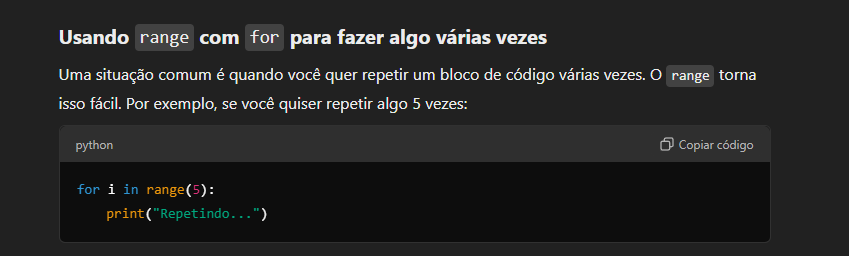 Usando range com for para fazer algo várias vezes
Uma situação comum é quando você quer repetir um bloco de código várias vezes. O range torna
isso fácil. Por exemplo, se você quiser repetir algo 5 vezes:
python
Copiar código
for i in range(5):
    print("Repetindo...")